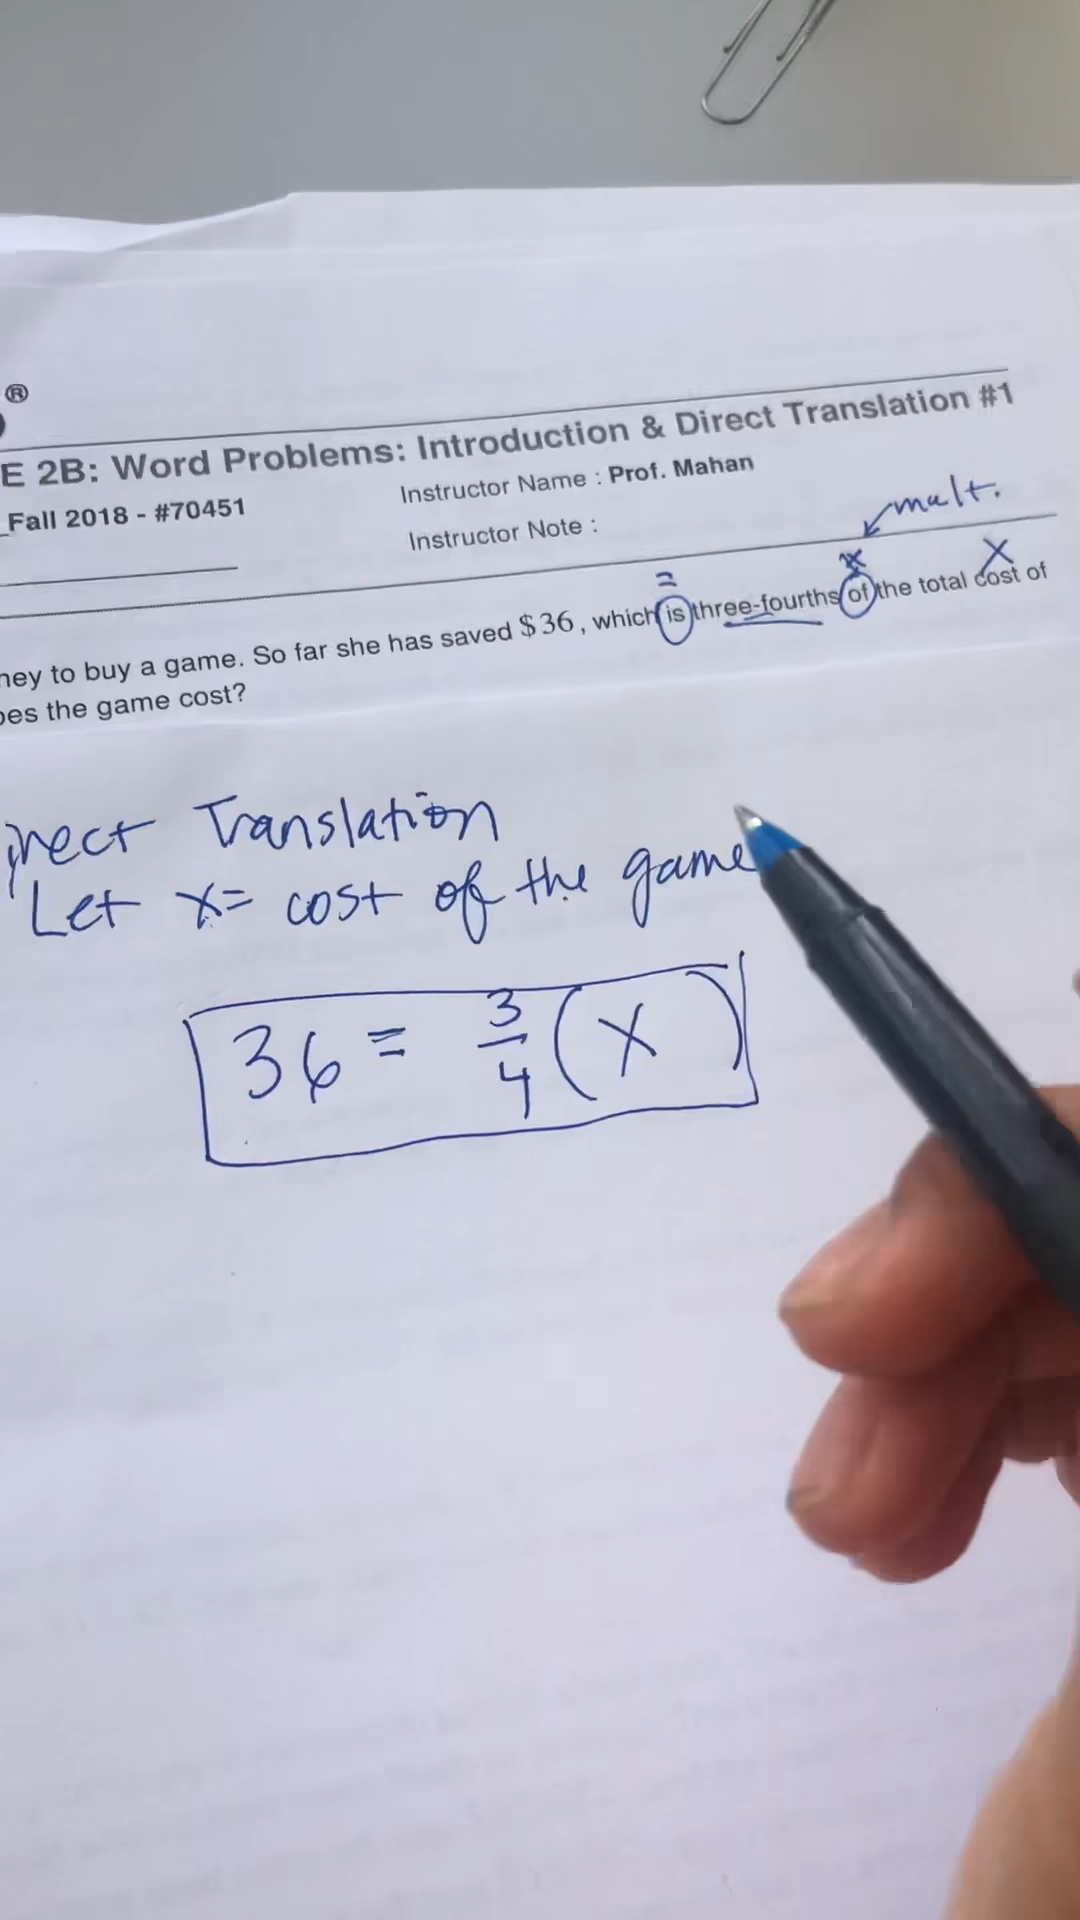 ®
E 2B: Word Problems: Introduction & Direct Translation #1
Fall 2018 - #70451
Instructor Name : Prof. Mahan
Instructor Note :
mult.
= × X
ney to buy a game. So far she has saved $36, which is three-fourths of the total cost of
oes the game cost?
irect Translation
Let x= cost of the game
36 = 3/4 (x)